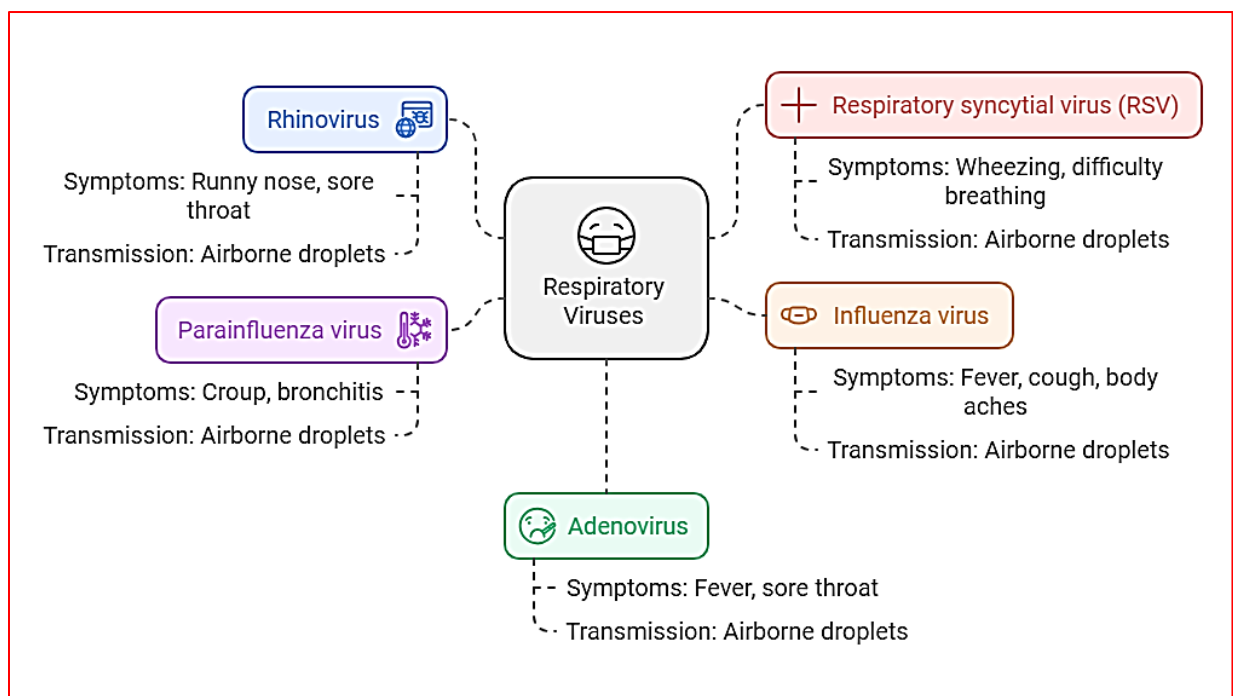 Respiratory
Viruses
Rhinovirus
Symptoms: Runny nose, sore
throat
Transmission: Airborne droplets
Parainfluenza virus
Symptoms: Croup, bronchitis
Transmission: Airborne droplets
Respiratory syncytial virus (RSV)
Symptoms: Wheezing, difficulty
breathing
Transmission: Airborne droplets
Influenza virus
Symptoms: Fever, cough, body
aches
Transmission: Airborne droplets
Adenovirus
Symptoms: Fever, sore throat
Transmission: Airborne droplets